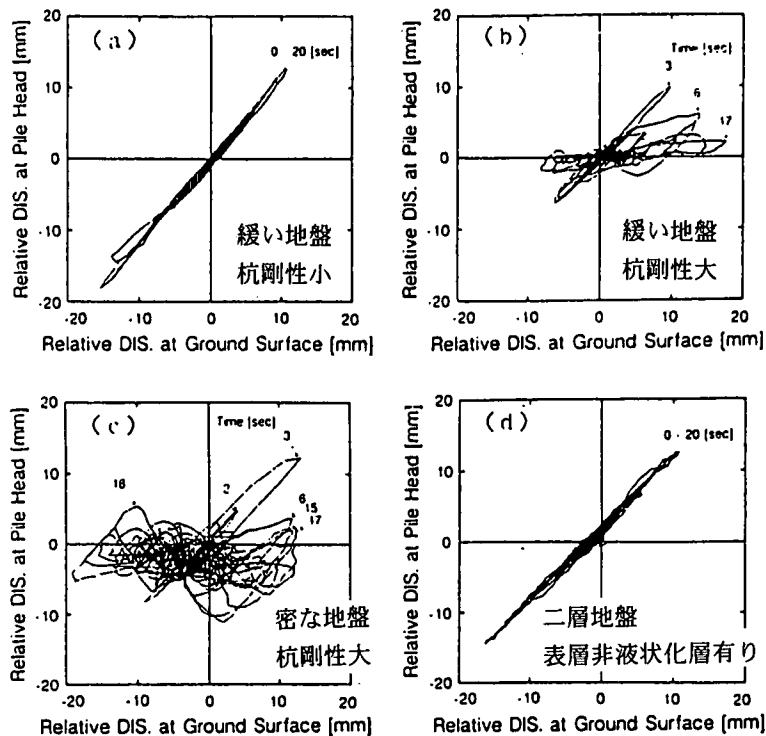 Relative DIS. at Pile Head [mm]
20
10
0
-10
-20
(a)
0 20 [sec]
緩い地盤
杭剛性小
-20 -10 0 10 20
Relative DIS. at Ground Surface [mm]
Relative DIS. at Pile Head [mm]
20
10
0
-10
-20
(b)
Time [sec]
3
6
17
緩い地盤
杭剛性大
-20 -10 0 10 20
Relative DIS. at Ground Surface [mm]
Relative DIS. at Pile Head [mm]
20
10
0
-10
-20
(c)
Time [sec]
3
2
16
6
15
17
密な地盤
杭剛性大
-20 -10 0 10 20
Relative DIS. at Ground Surface [mm]
Relative DIS. at Pile Head [mm]
20
10
0
-10
-20
(d)
0 - 20 [sec]
二層地盤
表層非液状化層有り
-20 -10 0 10 20
Relative DIS. at Ground Surface [mm]